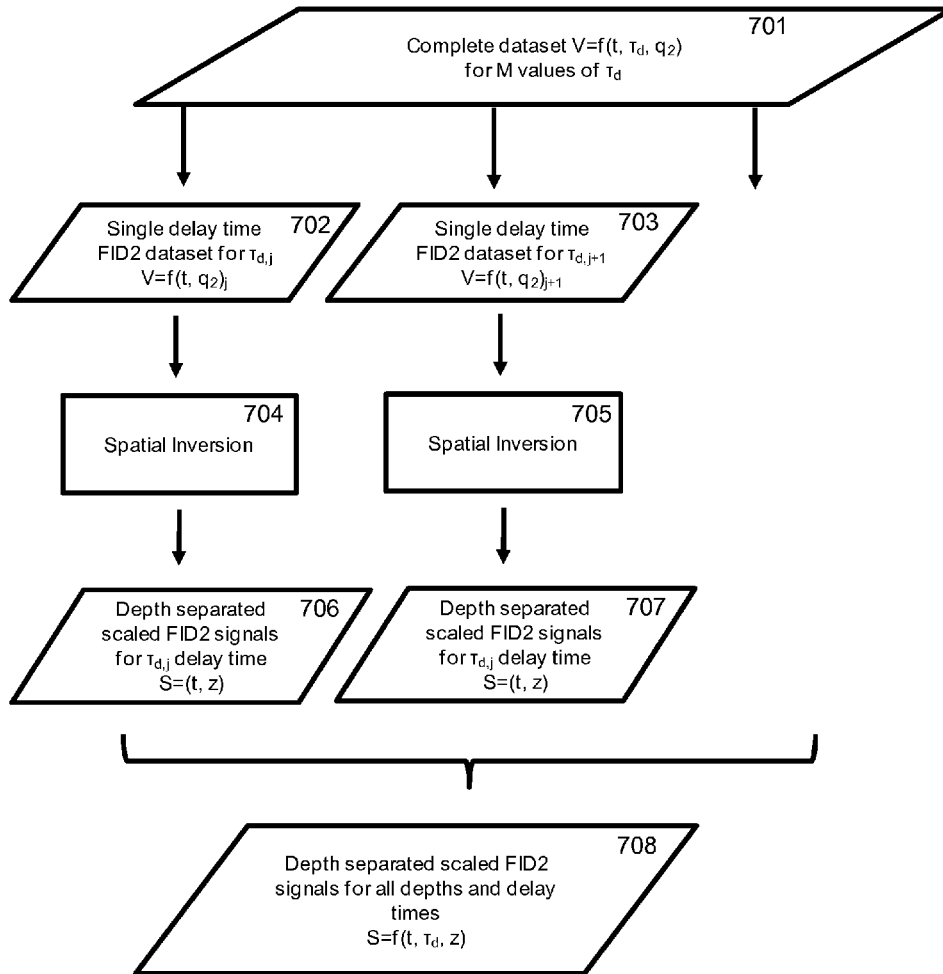 701
Complete dataset V=f(t, τd, q2)
for M values of τd
702
Single delay time
FID2 dataset for τd,j
V=f(t, q2)j
703
Single delay time
FID2 dataset for τd,j+1
V=f(t, q2)j+1
704
Spatial Inversion
705
Spatial Inversion
706
Depth separated
scaled FID2 signals
for τd,j delay time
S=(t, z)
707
Depth separated
scaled FID2 signals
for τd,j delay time
S=(t, z)
708
Depth separated scaled FID2
signals for all depths and delay
times
S=f(t, τd, z)